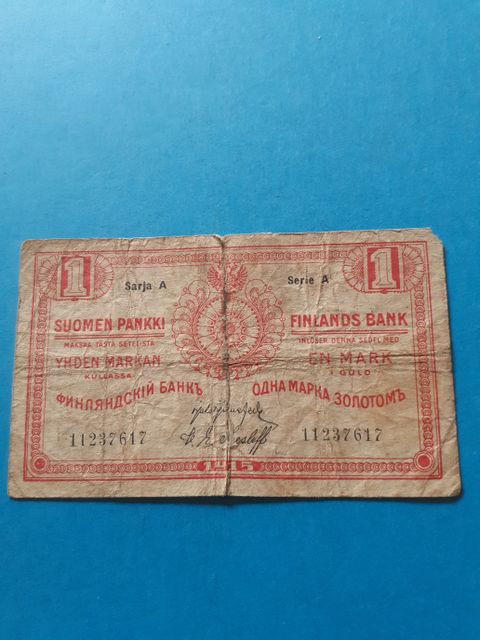 1 1
Sarja A Serie A
SUOMEN PANKKI FINLANDS BANK
MAKSAA TÄSTÄ SETELISTÄ INLÖSER DENNA SEDEL MED
YHDEN MARKAN EN MARK
KULLASSA I GULD
ФИНЛЯНДСКІЙ БАНКЪ ОДНА МАРКА ЗОЛОТОМЪ
11237617 11237617
1915